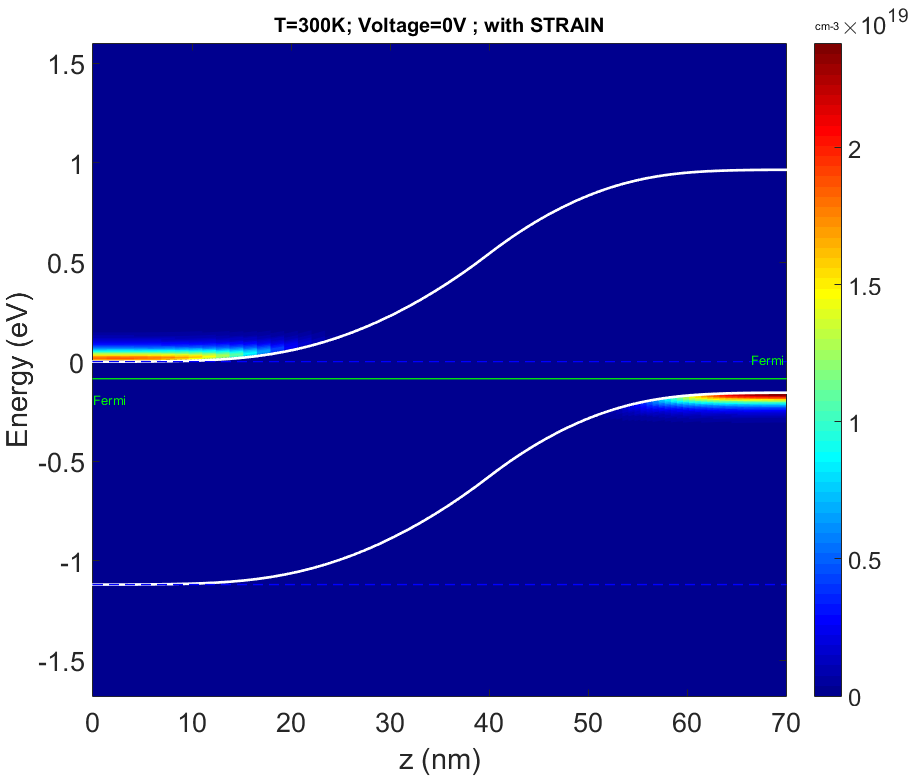 T=300K; Voltage=0V ; with STRAIN
cm-3 ×10^19
1.5
1
0.5
0
-0.5
-1
-1.5
Energy (eV)
Fermi
Fermi
2
1.5
1
0.5
0
0 10 20 30 40 50 60 70
z (nm)